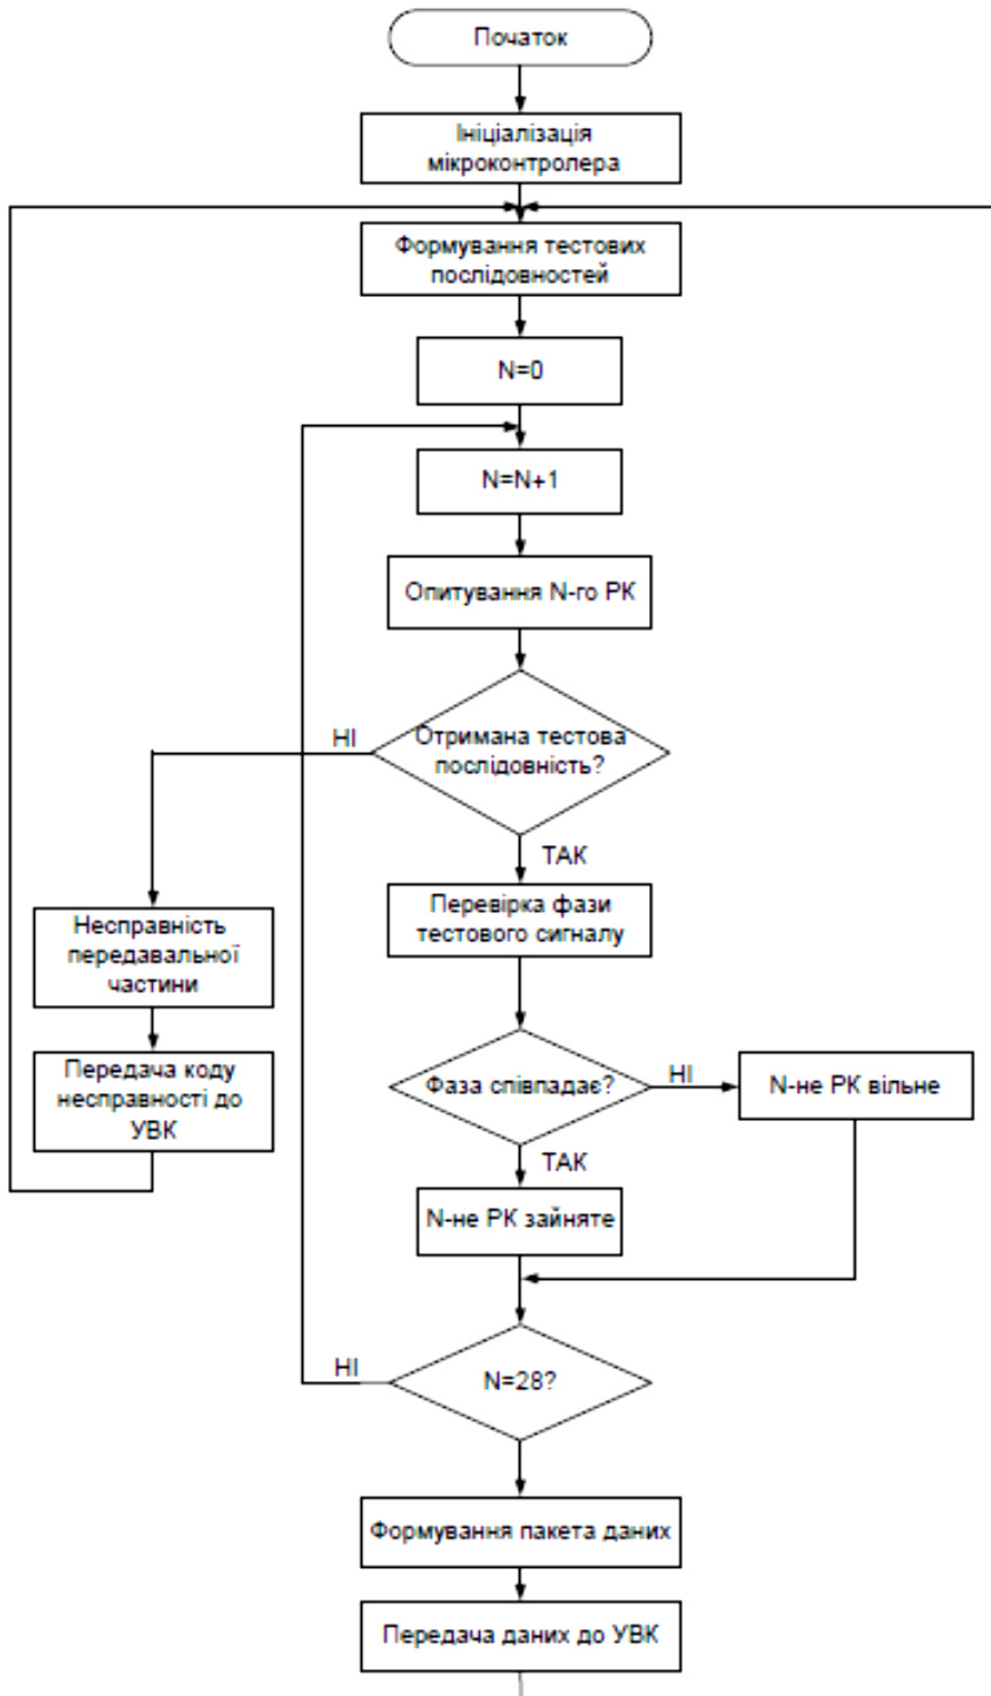 Початок
Ініціалізація
мікроконтролера
Формування тестових
послідовностей
N=0
N=N+1
Опитування N-го РК
Отримана тестова
послідовність?
НІ
ТАК
Перевірка фази
тестового сигналу
Несправність
передавальної
частини
Передача коду
несправності до
УВК
Фаза співпадає?
НІ
N-не РК вільне
ТАК
N-не РК зайняте
N=28?
НІ
Формування пакета даних
Передача даних до УВК